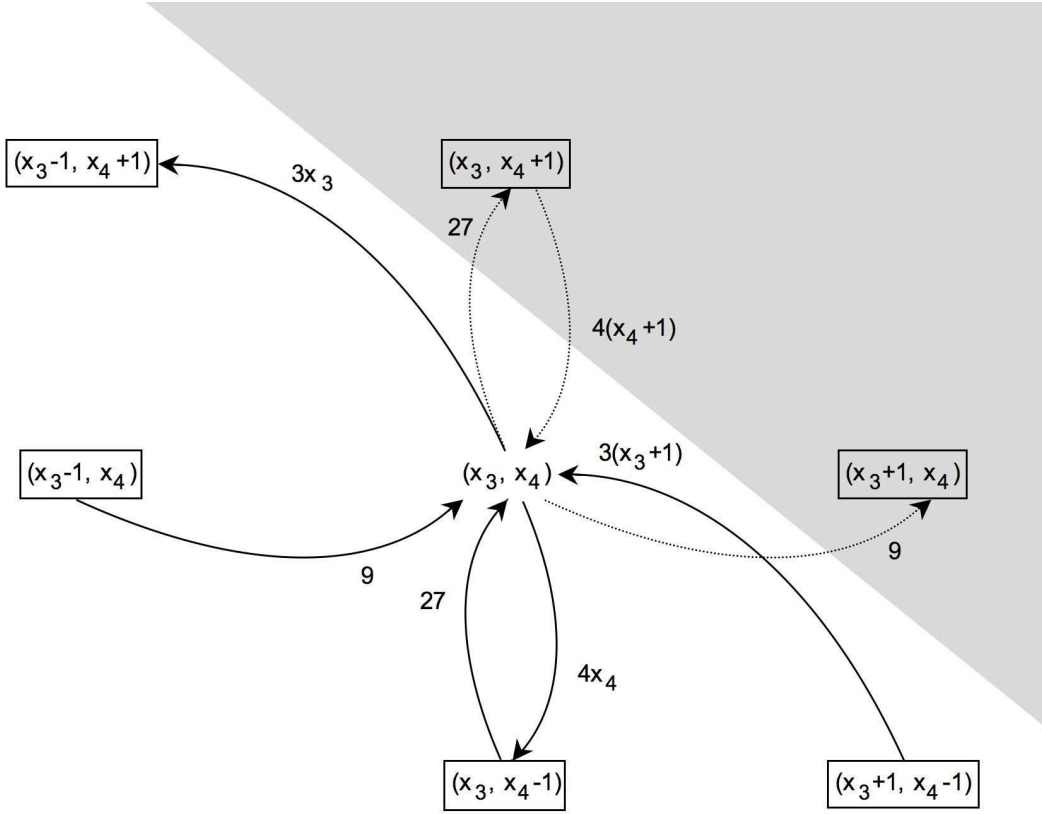 (x₃-1, x₄+1)
(x₃, x₄+1)
3x₃
27
4(x₄+1)
(x₃-1, x₄)
(x₃, x₄)
3(x₃+1)
(x₃+1, x₄)
9
9
27
4x₄
(x₃, x₄-1)
(x₃+1, x₄-1)